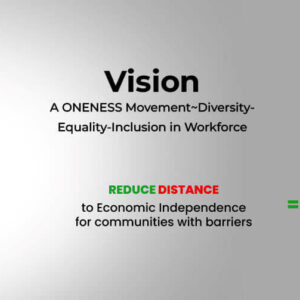 Vision
A ONENESS Movement~Diversity-
Equality-Inclusion in Workforce
REDUCE DISTANCE
to Economic Independence
for communities with barriers
=